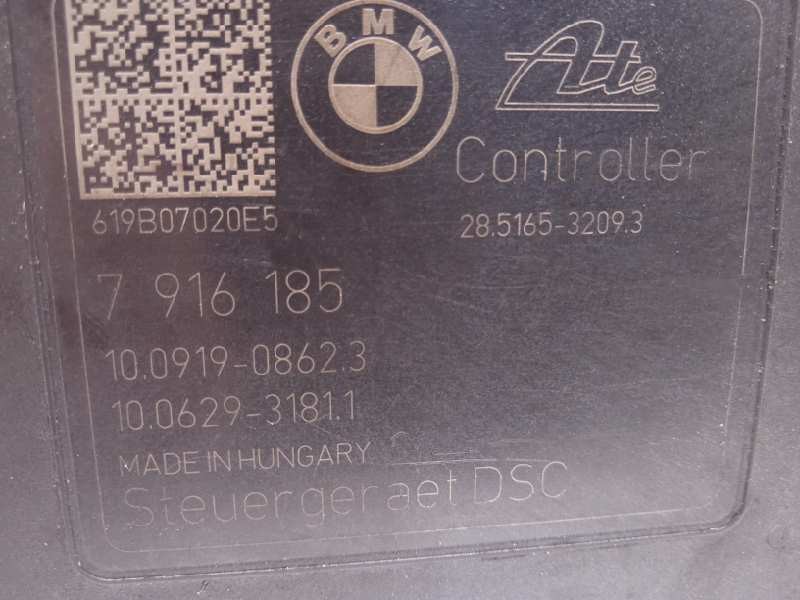 BMW
Ate
Controller
619B07020E5
28.5165-3209.3
7 916 185
10.0919-0862.3
10.0629-3181.1
MADE IN HUNGARY
Steuergeraet DSC